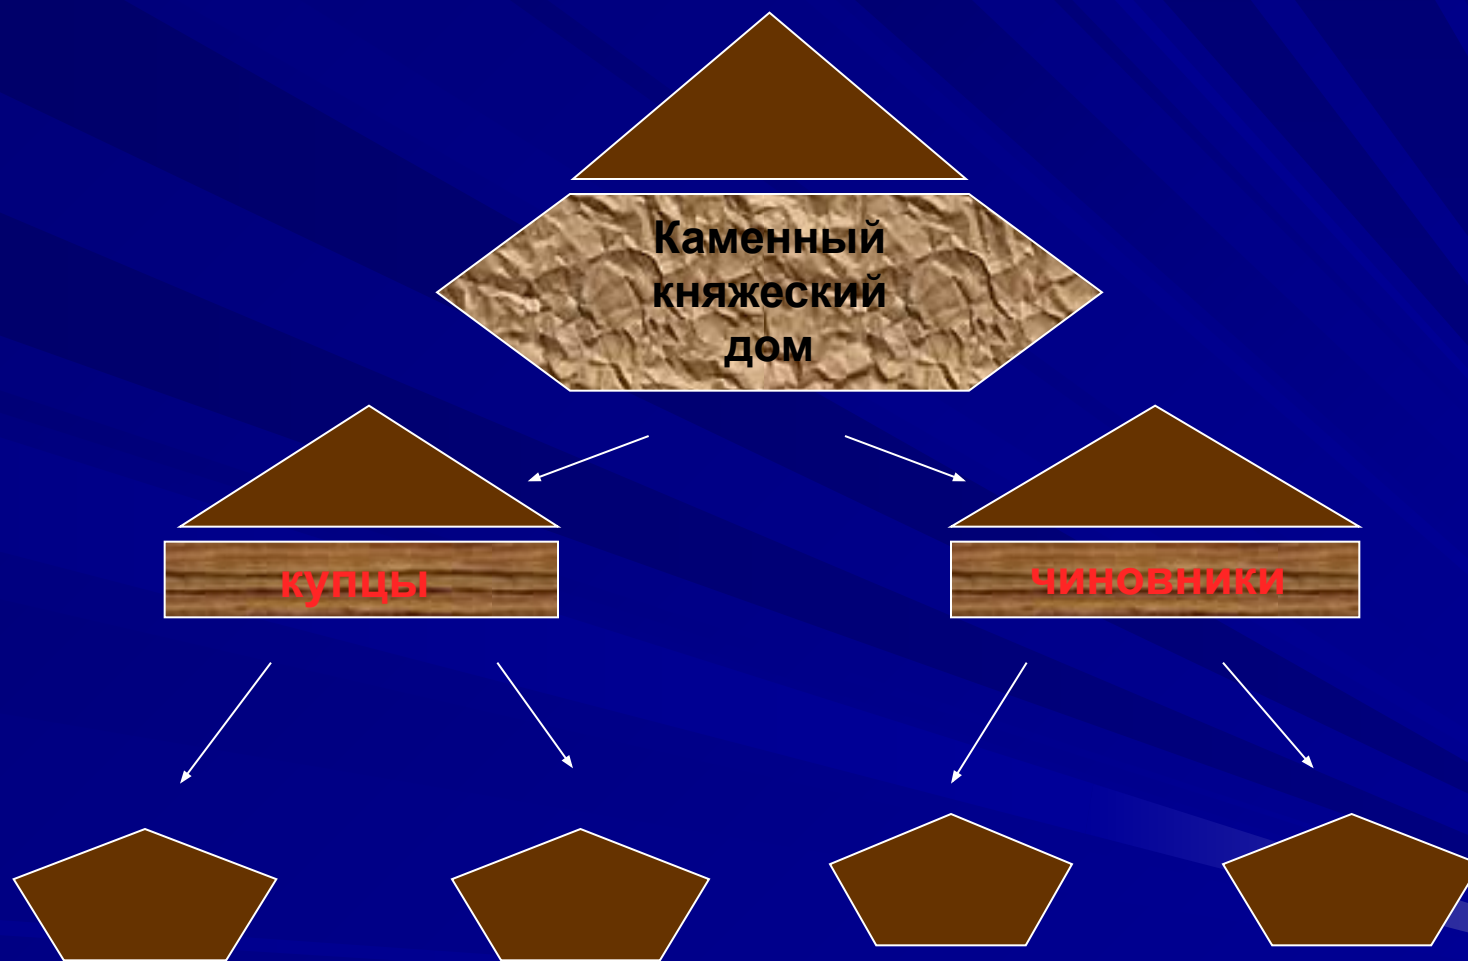 Каменный
княжеский
дом
купцы
чиновники